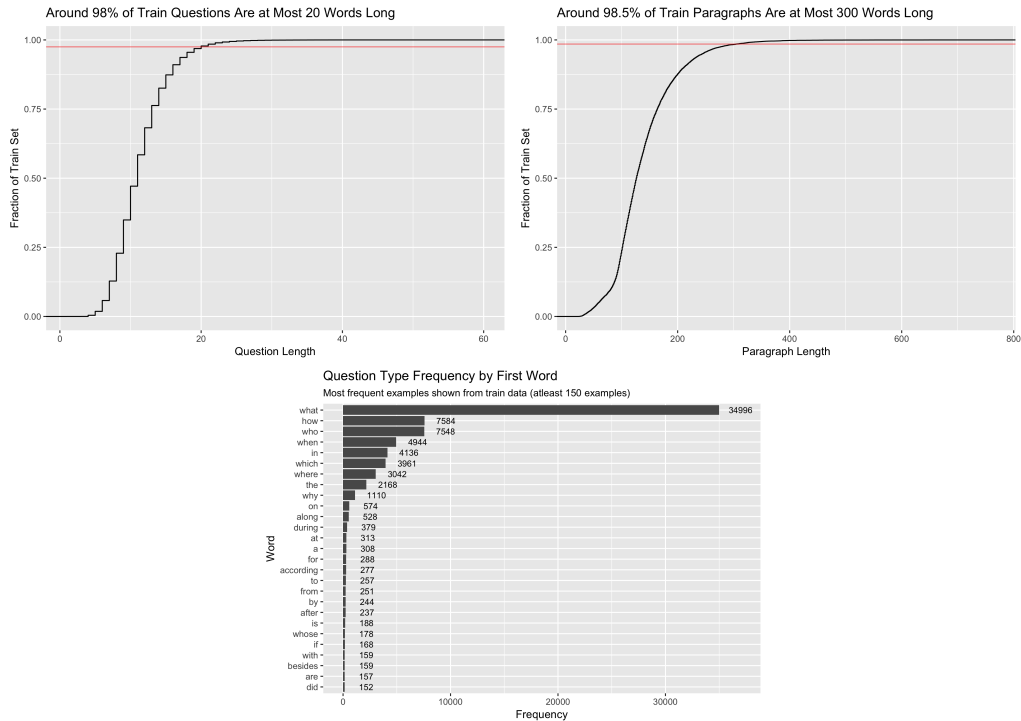 Around 98% of Train Questions Are at Most 20 Words Long
1.00
0.75
0.50
0.25
0.00
Fraction of Train Set
0 20 40 60
Question Length
Around 98.5% of Train Paragraphs Are at Most 300 Words Long
1.00
0.75
0.50
0.25
0.00
Fraction of Train Set
0 200 400 600 800
Paragraph Length
Question Type Frequency by First Word
Most frequent examples shown from train data (atleast 150 examples)
Word
what 34996
how 7584
who 7548
when 4944
in 4136
which 3961
where 3042
the 2168
why 1110
on 574
along 528
during 379
at 313
a 308
for 288
according 277
to 257
from 251
by 244
after 237
is 188
whose 178
if 168
with 159
besides 159
are 157
did 152
0 10000 20000 30000
Frequency